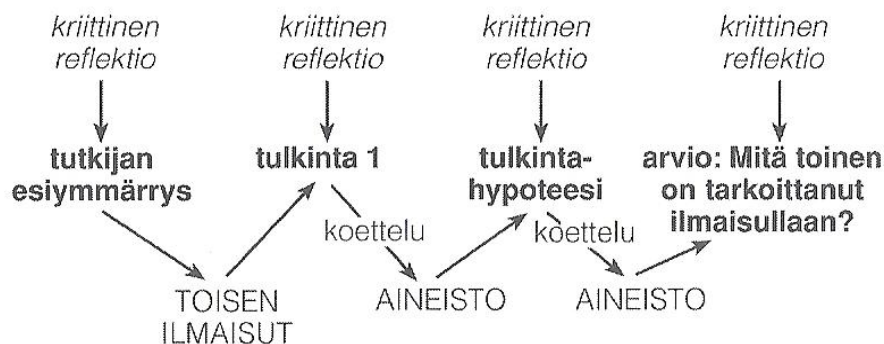 kriittinen
reflektio
kriittinen
reflektio
kriittinen
reflektio
kriittinen
reflektio
tutkijan
esiymmärrys
tulkinta 1
tulkinta-
hypoteesi
arvio: Mitä toinen
on tarkoittanut
ilmaisullaan?
koettelu
koettelu
TOISEN
ILMAISUT
AINEISTO
AINEISTO